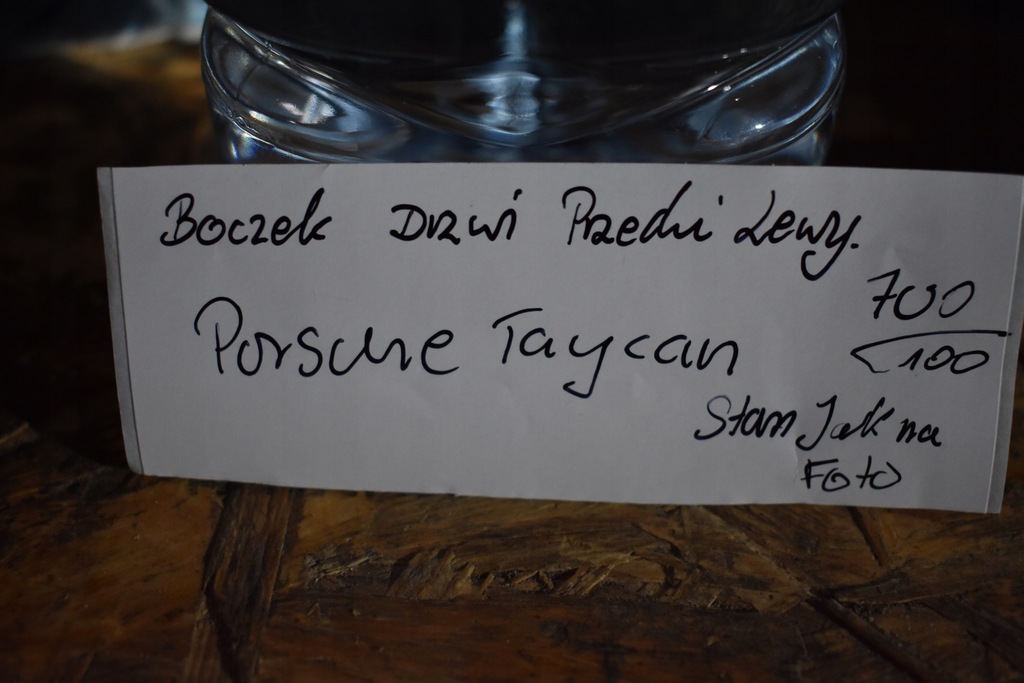 Boczek Drzwi Przedni Lewy.
Porsche Taycan
700
<100
Stan Jak na
Foto